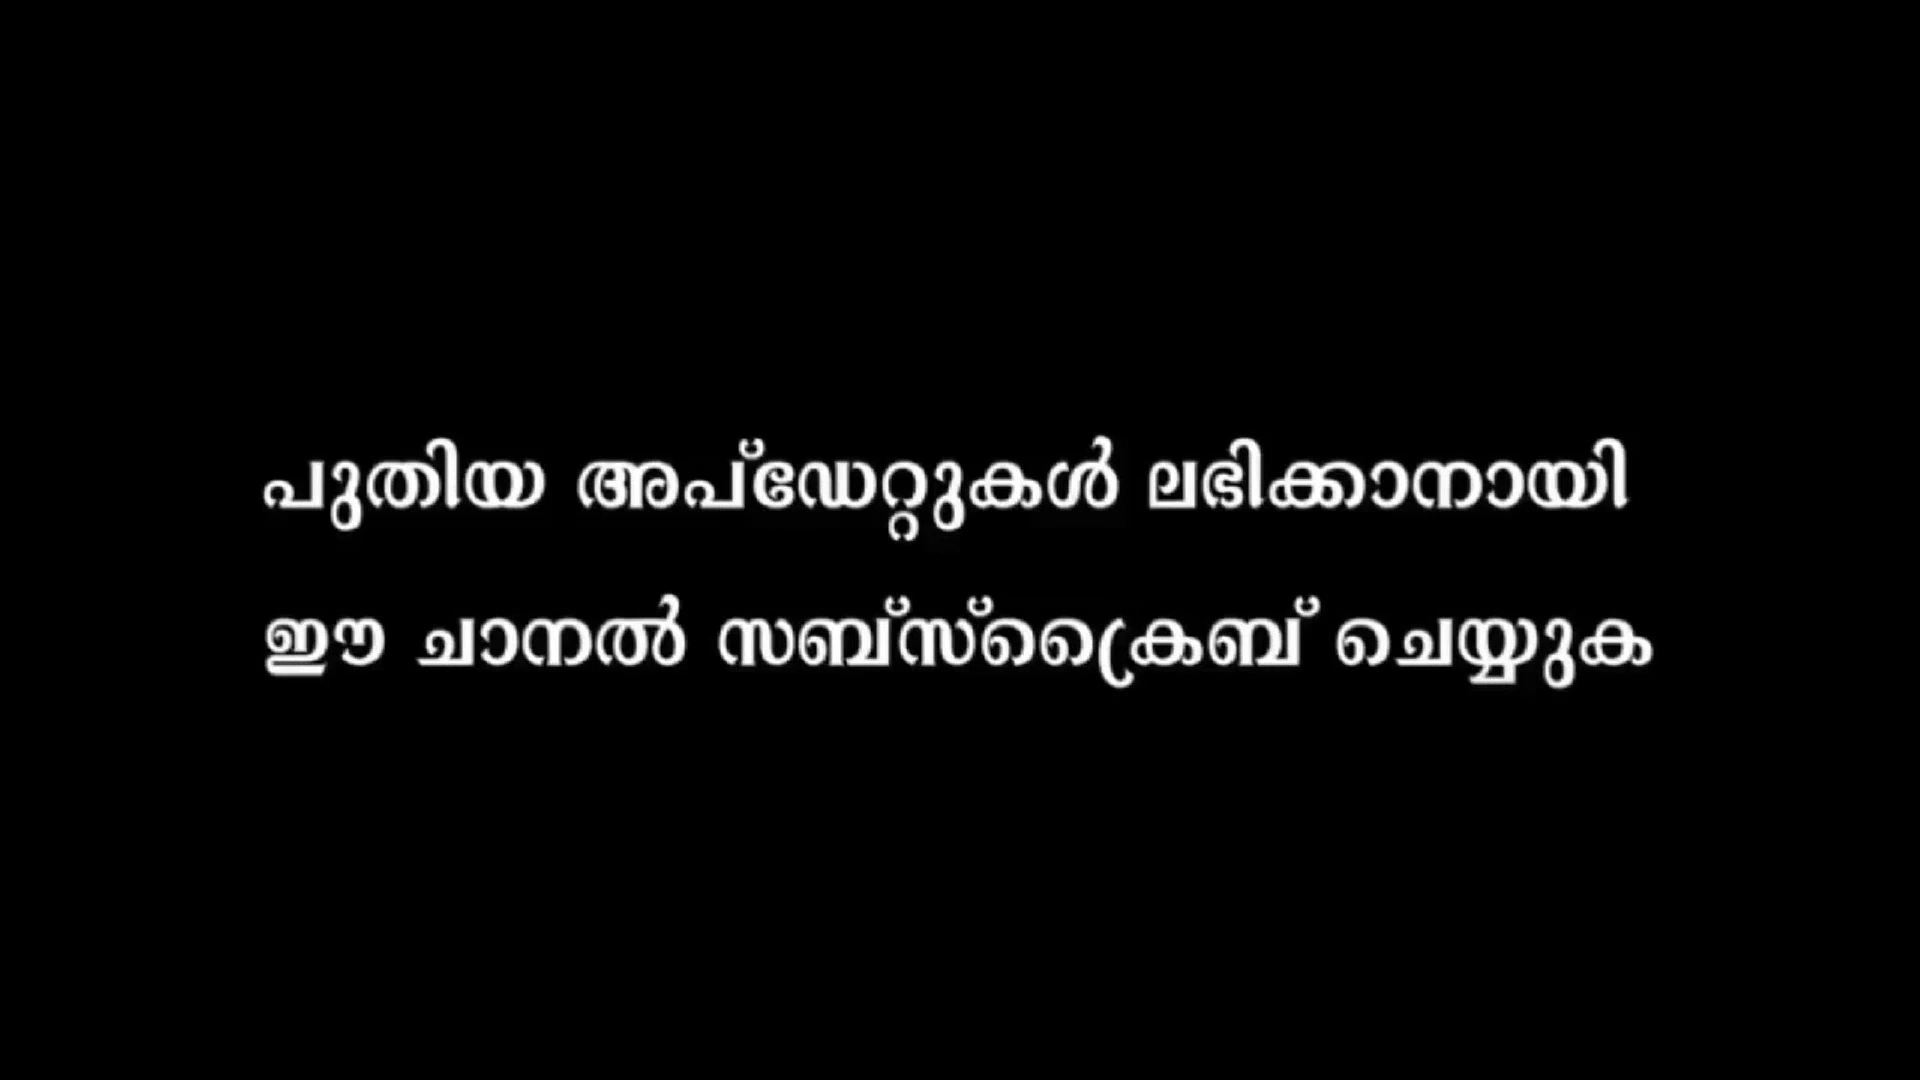 പുതിയ അപ്ഡേറ്റുകൾ ലഭിക്കാനായി
ഈ ചാനൽ സബ്സ്ക്രൈബ് ചെയ്യുക